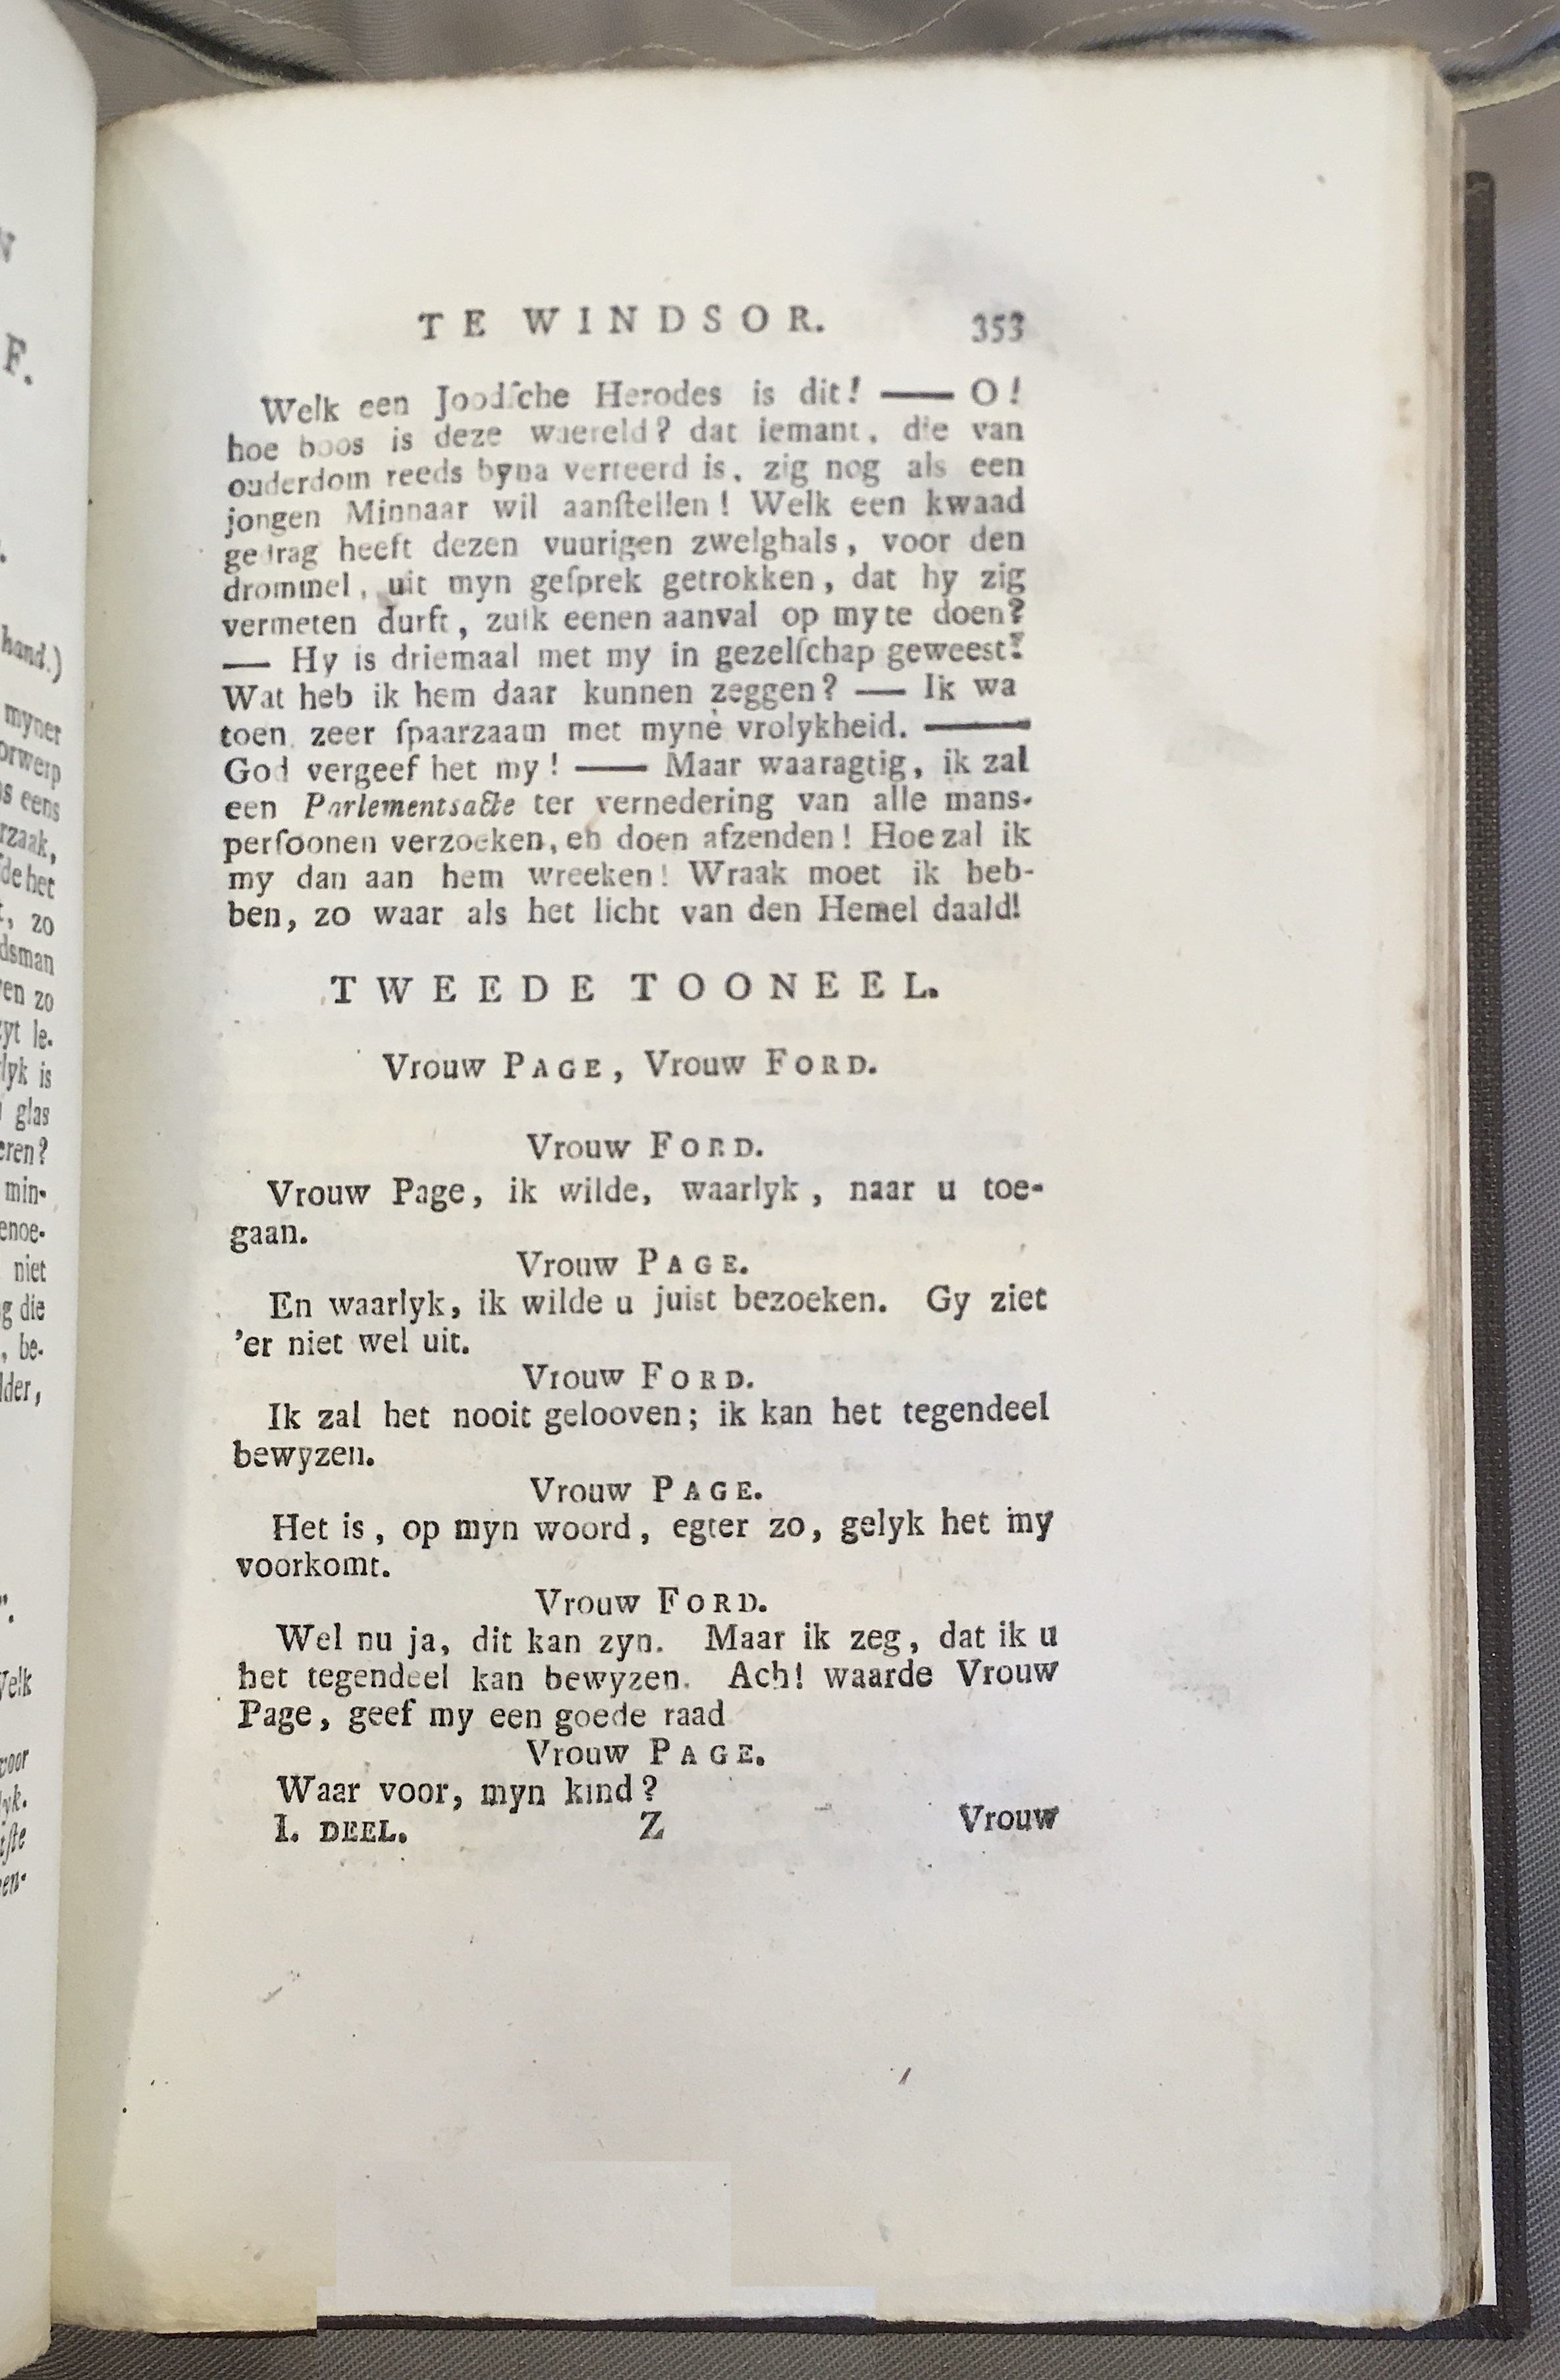 TE WINDSOR. 353
Welk een Joodſche Herodes is dit! —— O!
hoe boos is deze waereld? dat iemant, die van
ouderdom reeds byna verteerd is, zig nog als een
jongen Minnaar wil aanſtellen! Welk een kwaad
gedrag heeft dezen vuurigen zwelghals, voor den
drommel, uit myn geſprek getrokken, dat hy zig
vermeten durft, zulk eenen aanval op my te doen?
— Hy is driemaal met my in gezelſchap geweest:
Wat heb ik hem daar kunnen zeggen? — Ik wa
toen zeer ſpaarzaam met myne vrolykheid. ——
God vergeef het my! —— Maar waaragtig, ik zal
een Parlementsacte ter vernedering van alle mans-
perſoonen verzoeken, en doen afzenden! Hoe zal ik
my dan aan hem wreeken! Wraak moet ik heb-
ben, zo waar als het licht van den Hemel daald!
TWEEDE TOONEEL.
Vrouw PAGE, Vrouw FORD.
Vrouw FORD.
Vrouw Page, ik wilde, waarlyk, naar u toe-
gaan.
Vrouw PAGE.
En waarlyk, ik wilde u juist bezoeken. Gy ziet
'er niet wel uit.
Vrouw FORD.
Ik zal het nooit gelooven; ik kan het tegendeel
bewyzen.
Vrouw PAGE.
Het is, op myn woord, egter zo, gelyk het my
voorkomt.
Vrouw FORD.
Wel nu ja, dit kan zyn. Maar ik zeg, dat ik u
het tegendeel kan bewyzen. Ach! waarde Vrouw
Page, geef my een goede raad
Vrouw PAGE.
Waar voor, myn kind?
I. DEEL. Z Vrouw